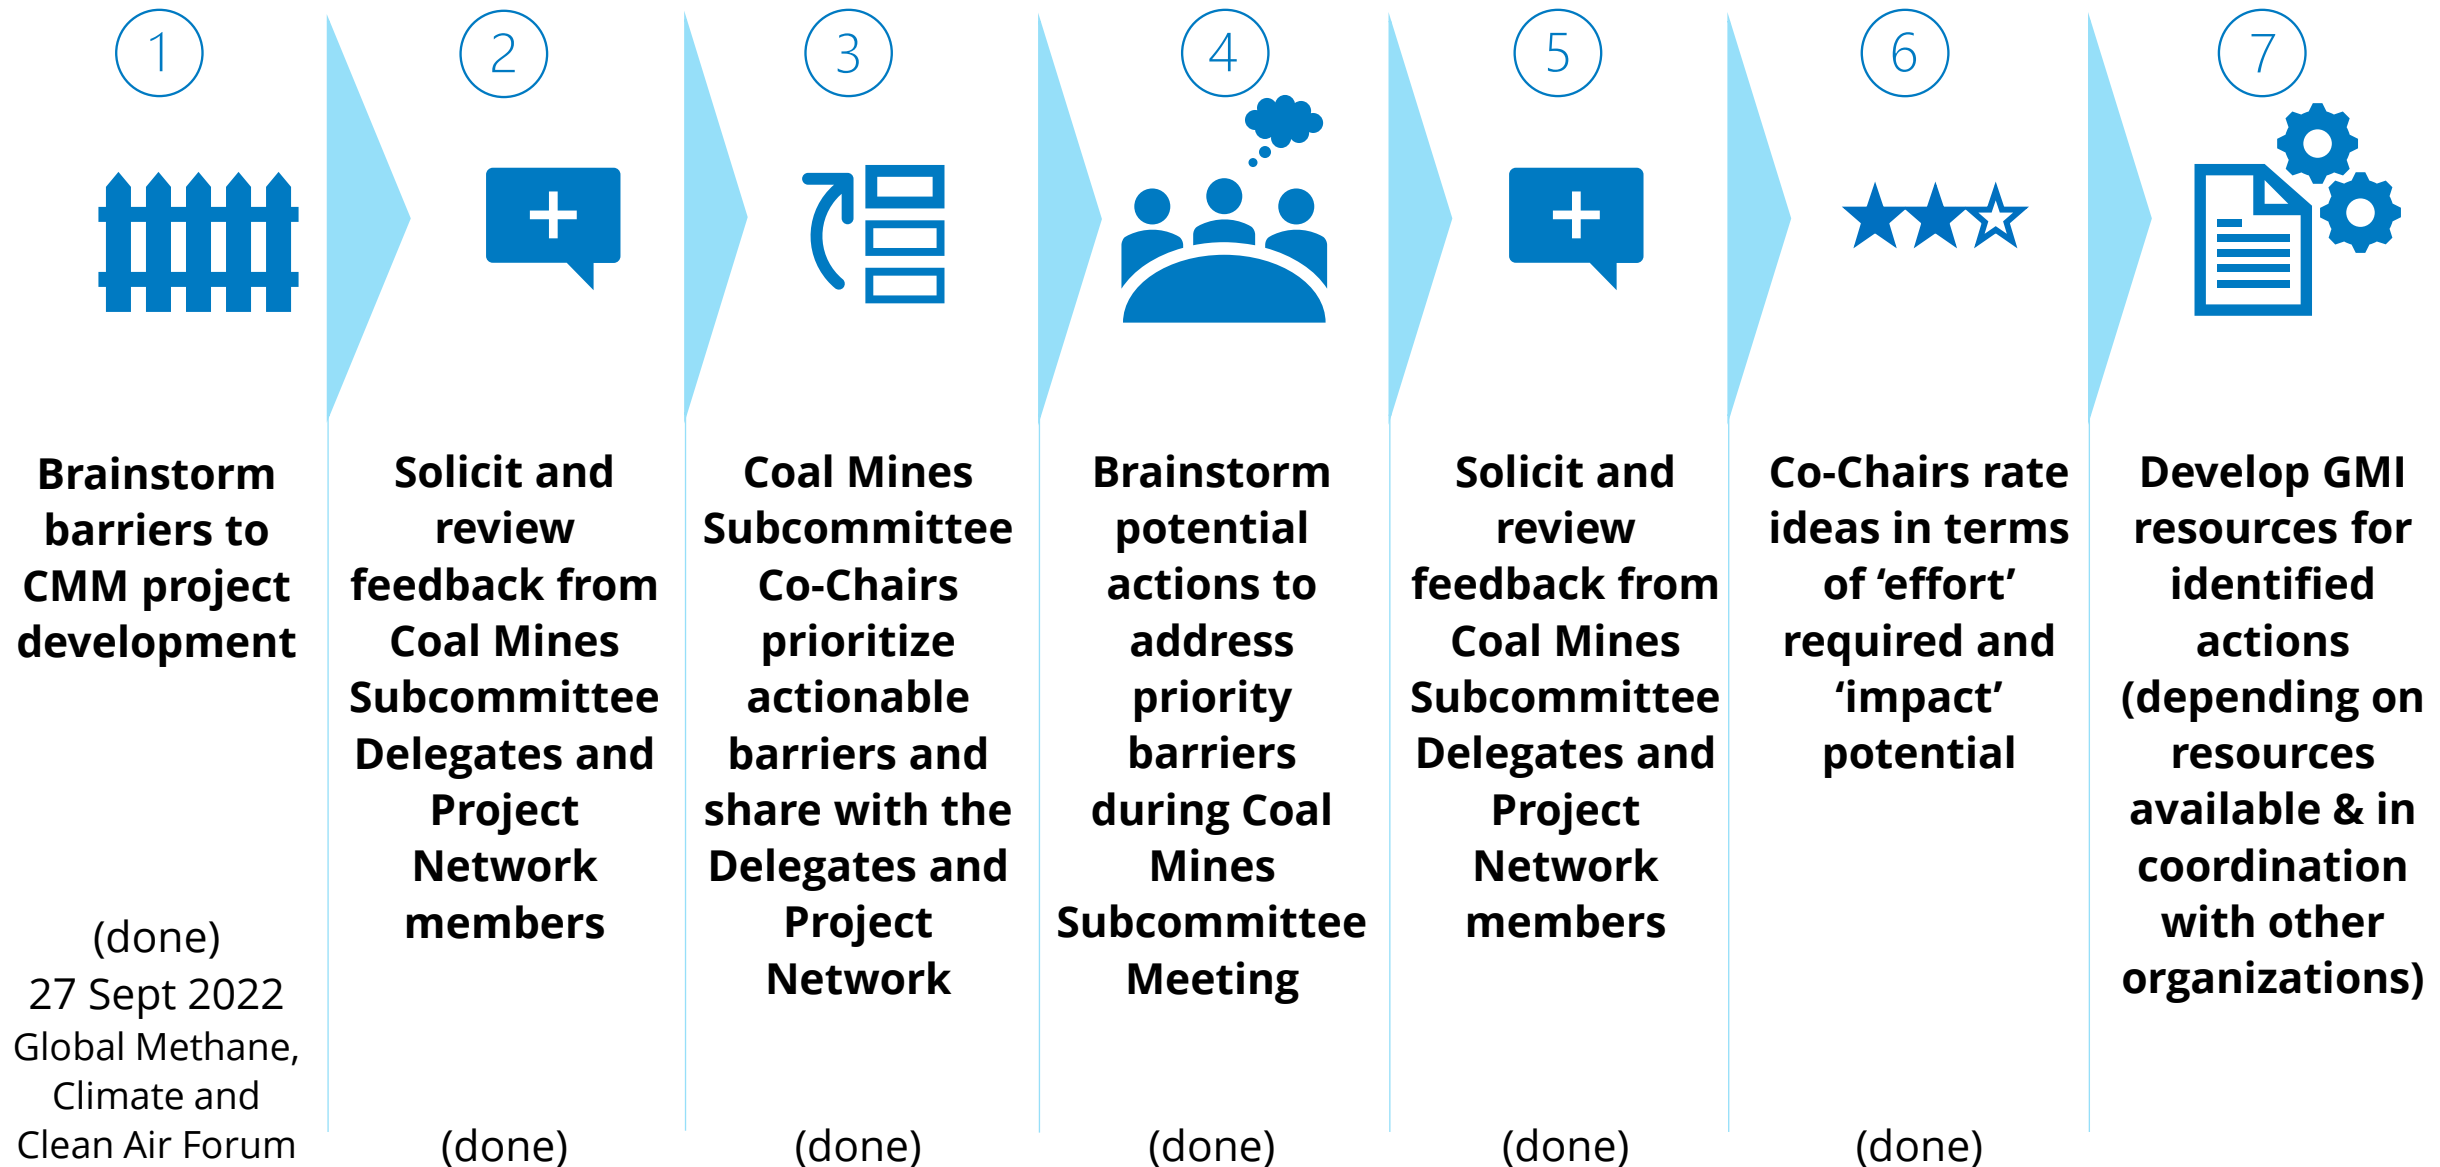 1
Brainstorm
barriers to
CMM project
development
(done)
27 Sept 2022
Global Methane,
Climate and
Clean Air Forum
2
Solicit and
review
feedback from
Coal Mines
Subcommittee
Delegates and
Project
Network
members
(done)
3
Coal Mines
Subcommittee
Co-Chairs
prioritize
actionable
barriers and
share with the
Delegates and
Project
Network
(done)
4
Brainstorm
potential
actions to
address
priority
barriers
during Coal
Mines
Subcommittee
Meeting
(done)
5
Solicit and
review
feedback from
Coal Mines
Subcommittee
Delegates and
Project
Network
members
(done)
6
Co-Chairs rate
ideas in terms
of ‘effort’
required and
‘impact’
potential
(done)
7
Develop GMI
resources for
identified
actions
(depending on
resources
available & in
coordination
with other
organizations)